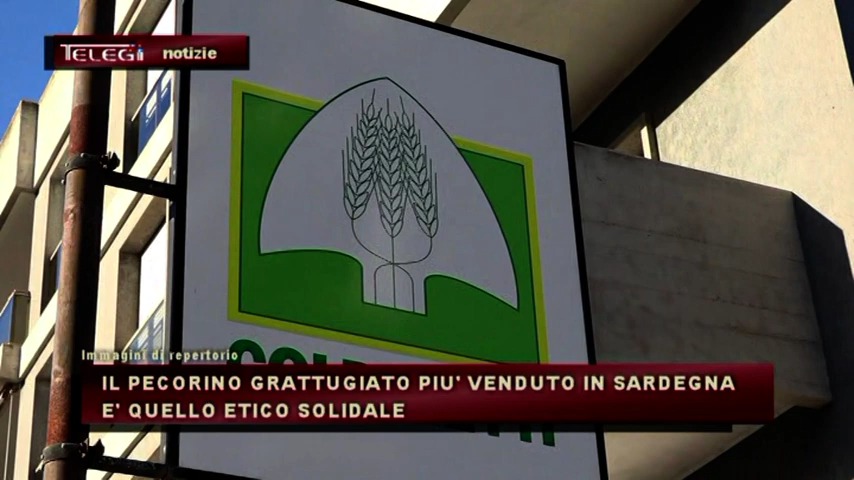 TELEGI notizie
Immagini di repertorio
IL PECORINO GRATTUGIATO PIU' VENDUTO IN SARDEGNA
E' QUELLO ETICO SOLIDALE